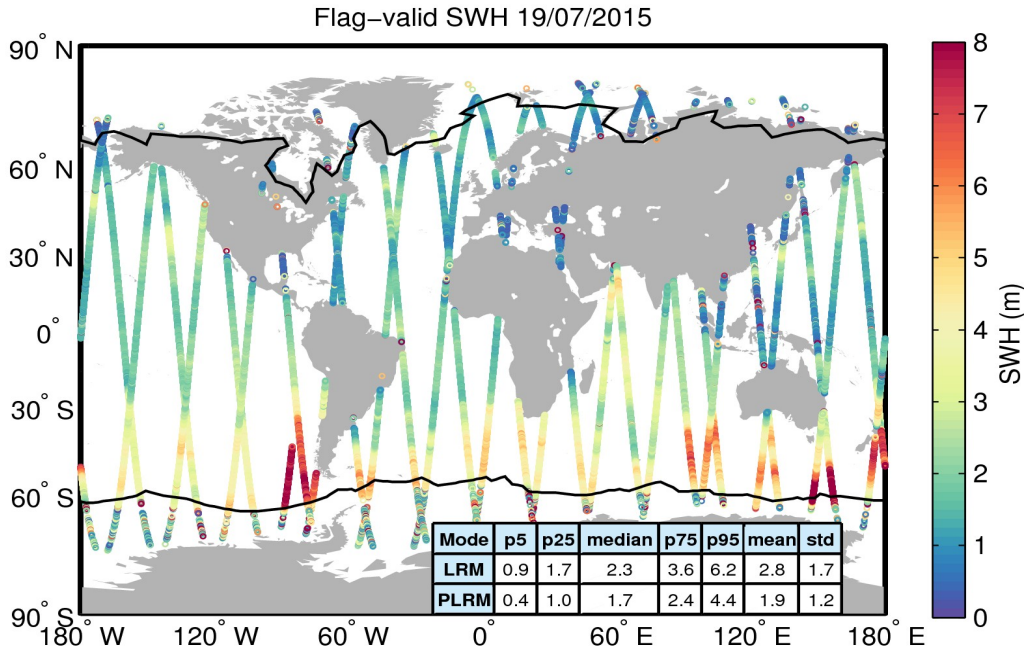 Flag−valid SWH 19/07/2015
90° N
60° N
30° N
0°
30° S
60° S
90° S
180° W
120° W
60° W
0°
60° E
120° E
180° E
Mode p5 p25 median p75 p95 mean std
LRM 0.9 1.7 2.3 3.6 6.2 2.8 1.7
PLRM 0.4 1.0 1.7 2.4 4.4 1.9 1.2
8
7
6
5
4
3
2
1
0
SWH (m)